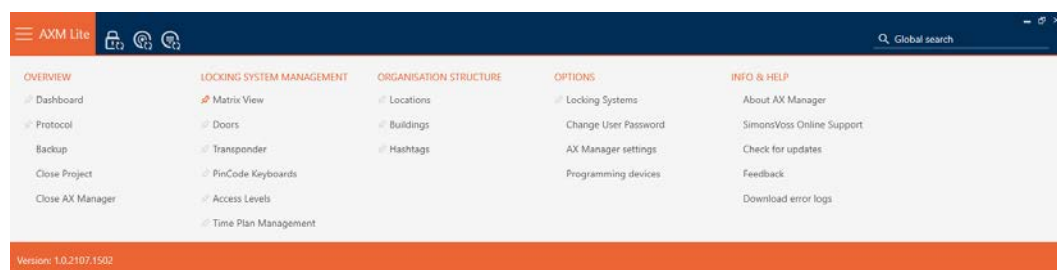 AXM Lite
Global search
OVERVIEW
Dashboard
Protocol
Backup
Close Project
Close AX Manager
LOCKING SYSTEM MANAGEMENT
Matrix View
Doors
Transponder
PinCode Keyboards
Access Levels
Time Plan Management
ORGANISATION STRUCTURE
Locations
Buildings
Hashtags
OPTIONS
Locking Systems
Change User Password
AX Manager settings
Programming devices
INFO & HELP
About AX Manager
SimonsVoss Online Support
Check for updates
Feedback
Download error logs
Version: 1.0.2107.1502